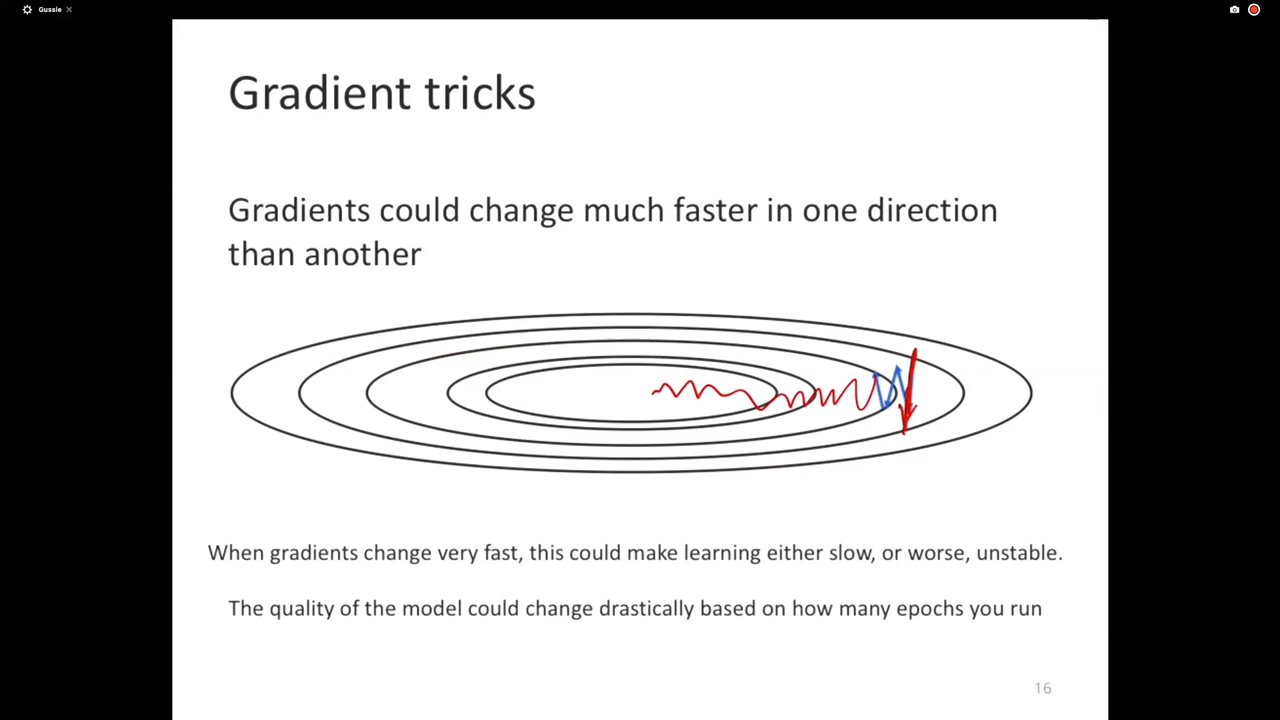 Gussie
Gradient tricks
Gradients could change much faster in one direction
than another
When gradients change very fast, this could make learning either slow, or worse, unstable.
The quality of the model could change drastically based on how many epochs you run
16